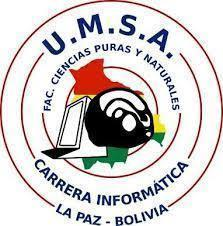 U.M.S.A.
FAC. CIENCIAS PURAS Y NATURALES
CARRERA INFORMÁTICA
LA PAZ - BOLIVIA